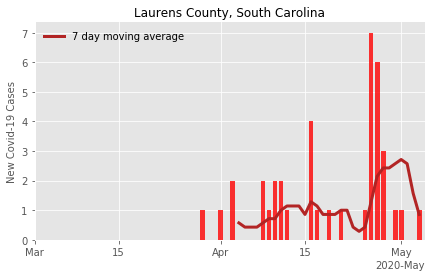 Laurens County, South Carolina
7 day moving average
New Covid-19 Cases
7
6
5
4
3
2
1
0
Mar 15 Apr 15 May
2020-May